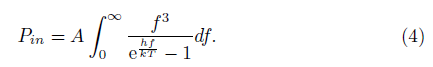 P_{in} = A \int_0^\infty \frac{f^3}{e^{\frac{hf}{kT}} - 1} df. (4)